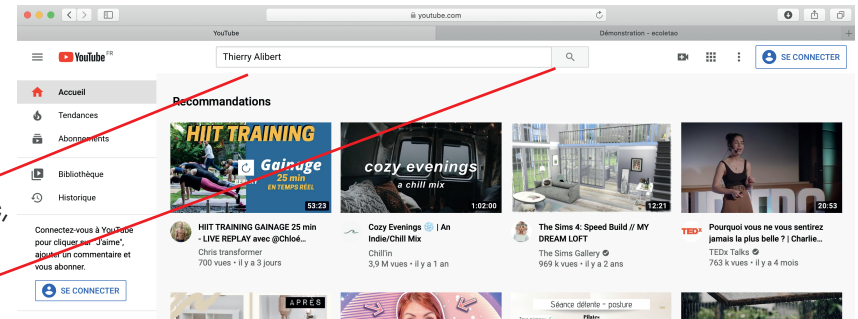 youtube.com
YouTube
Démonstration - ecoletao
YouTube FR
Thierry Alibert
SE CONNECTER
Accueil
Tendances
Abonnements
Bibliothèque
Historique
Connectez-vous à YouTube
pour cliquer sur "J'aime",
ajouter un commentaire et
vous abonner.
SE CONNECTER
Recommandations
HIIT TRAINING
Gainage
REPLAY
25 min
EN TEMPS RÉEL
53:23
HIIT TRAINING GAINAGE 25 min
- LIVE REPLAY avec @Chloé...
Chris transformer
700 vues • il y a 3 jours
cozy evenings
a chill mix
1:02:00
Cozy Evenings ❄️ | An
Indie/Chill Mix
Chill'in
3,9 M vues • il y a 1 an
12:21
The Sims 4: Speed Build // MY
DREAM LOFT
The Sims Gallery
969 k vues • il y a 2 ans
20:53
TEDx
Pourquoi vous ne vous sentirez
jamais la plus belle ? | Charlie...
TEDx Talks
763 k vues • il y a 4 mois
APRÈS
Séance détente - posture
Pilates